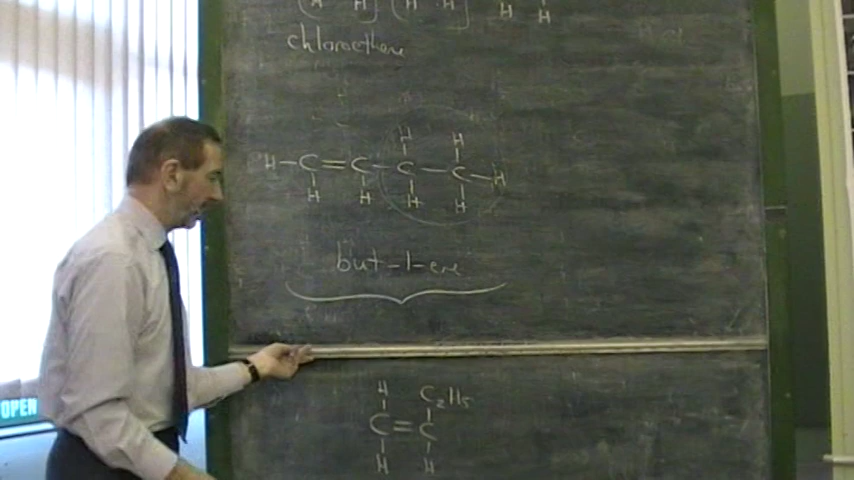 H H H H H
H
chloroethene
H H
H-C=C-C-C-H
H H H H
but-1-ene
H C2H5
C=C
H H
OPEN